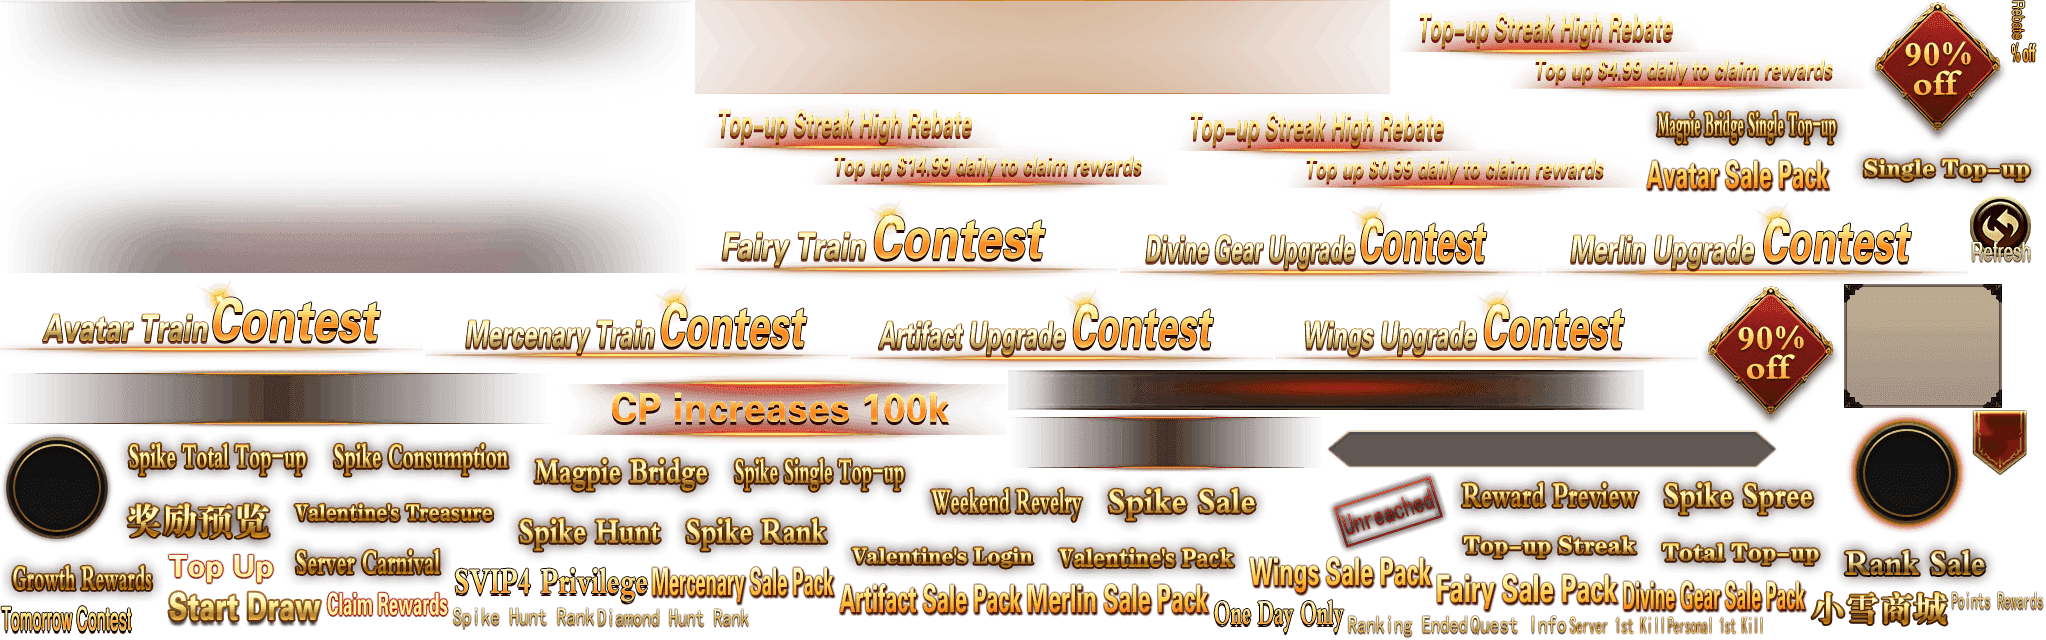 Top-up Streak High Rebate
Top up $4.99 daily to claim rewards
90%
off
Rebate
% off
Top-up Streak High Rebate
Top up $14.99 daily to claim rewards
Top-up Streak High Rebate
Top up $0.99 daily to claim rewards
Magpie Bridge Single Top-up
Avatar Sale Pack
Single Top-up
Fairy Train Contest
Divine Gear Upgrade Contest
Merlin Upgrade Contest
Refresh
Avatar Train Contest
Mercenary Train Contest
Artifact Upgrade Contest
Wings Upgrade Contest
90%
off
CP increases 100k
Spike Total Top-up
Spike Consumption
Magpie Bridge
Spike Single Top-up
Weekend Revelry
Spike Sale
Unreached
Reward Preview
Spike Spree
奖励预览
Valentine's Treasure
Spike Hunt
Spike Rank
Valentine's Login
Valentine's Pack
Top-up Streak
Total Top-up
Rank Sale
Growth Rewards
Top Up
Server Carnival
SVIP4 Privilege
Mercenary Sale Pack
Artifact Sale Pack
Merlin Sale Pack
Wings Sale Pack
Fairy Sale Pack
Divine Gear Sale Pack
小雪商城
Points Rewards
Tomorrow Contest
Start Draw
Claim Rewards
Spike Hunt Rank
Diamond Hunt Rank
One Day Only
Ranking Ended
Quest Info
Server 1st Kill
Personal 1st Kill